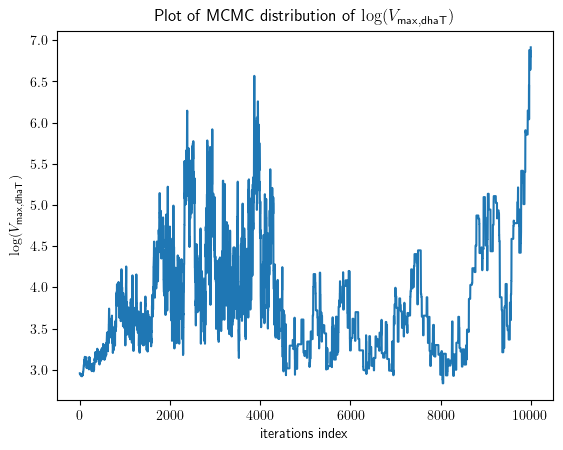 Plot of MCMC distribution of log(V_max,dhaT)
7.0
6.5
6.0
5.5
5.0
4.5
4.0
3.5
3.0
log(V_max,dhaT)
0 2000 4000 6000 8000 10000
iterations index